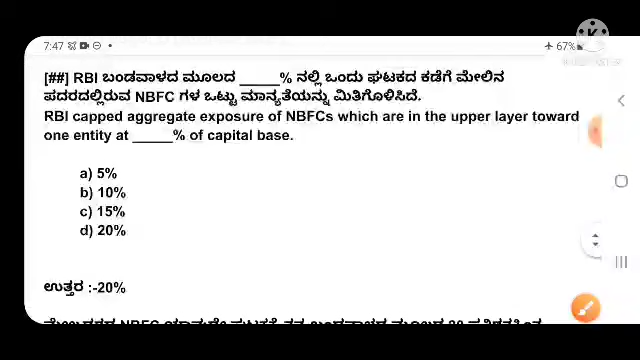 7:47
67%
[##] RBI ಬಂಡವಾಳದ ಮೂಲದ _____% ನಲ್ಲಿ ಒಂದು ಘಟಕದ ಕಡೆಗೆ ಮೇಲಿನ
ಪದರದಲ್ಲಿರುವ NBFC ಗಳ ಒಟ್ಟು ಮಾನ್ಯತೆಯನ್ನು ಮಿತಿಗೊಳಿಸಿದೆ.
RBI capped aggregate exposure of NBFCs which are in the upper layer toward
one entity at _____% of capital base.
a) 5%
b) 10%
c) 15%
d) 20%
ಉತ್ತರ :-20%